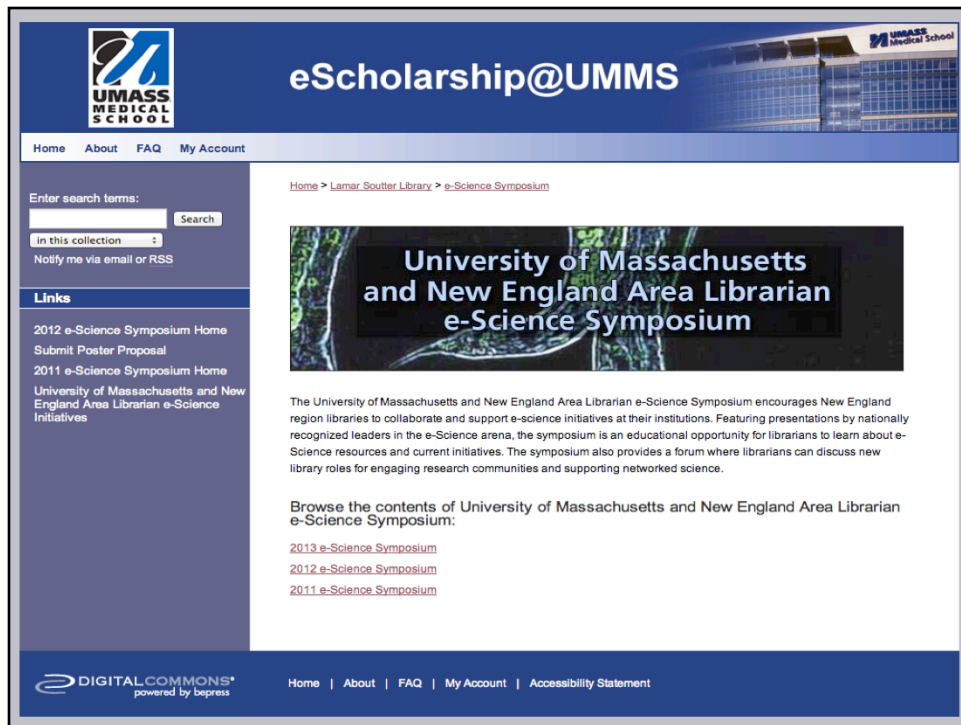 UMASS
MEDICAL
SCHOOL
eScholarship@UMMS
UMASS
Medical School
Home About FAQ My Account
Enter search terms:
Search
in this collection
Notify me via email or RSS
Links
2012 e-Science Symposium Home
Submit Poster Proposal
2011 e-Science Symposium Home
University of Massachusetts and New
England Area Librarian e-Science
Initiatives
Home > Lamar Soutter Library > e-Science Symposium
University of Massachusetts
and New England Area Librarian
e-Science Symposium
The University of Massachusetts and New England Area Librarian e-Science Symposium encourages New England
region libraries to collaborate and support e-science initiatives at their institutions. Featuring presentations by nationally
recognized leaders in the e-Science arena, the symposium is an educational opportunity for librarians to learn about e-
Science resources and current initiatives. The symposium also provides a forum where librarians can discuss new
library roles for engaging research communities and supporting networked science.
Browse the contents of University of Massachusetts and New England Area Librarian
e-Science Symposium:
2013 e-Science Symposium
2012 e-Science Symposium
2011 e-Science Symposium
DIGITALCOMMONS®
powered by bepress
Home | About | FAQ | My Account | Accessibility Statement